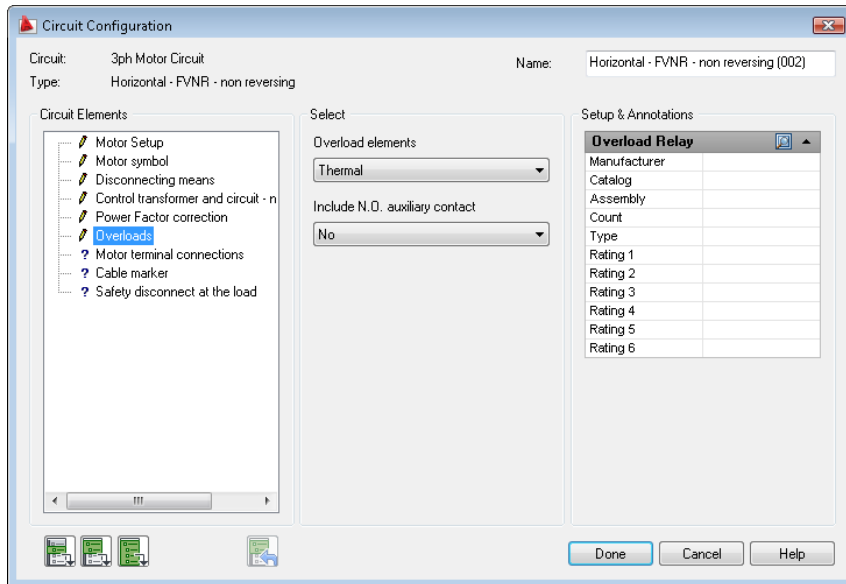 Circuit Configuration
Circuit: 3ph Motor Circuit
Name: Horizontal - FVNR - non reversing (002)
Type: Horizontal - FVNR - non reversing
Circuit Elements
Motor Setup
Motor symbol
Disconnecting means
Control transformer and circuit - n
Power Factor correction
Overloads
? Motor terminal connections
? Cable marker
? Safety disconnect at the load
Select
Overload elements
Thermal
Include N.O. auxiliary contact
No
Setup & Annotations
Overload Relay
Manufacturer
Catalog
Assembly
Count
Type
Rating 1
Rating 2
Rating 3
Rating 4
Rating 5
Rating 6
Done Cancel Help